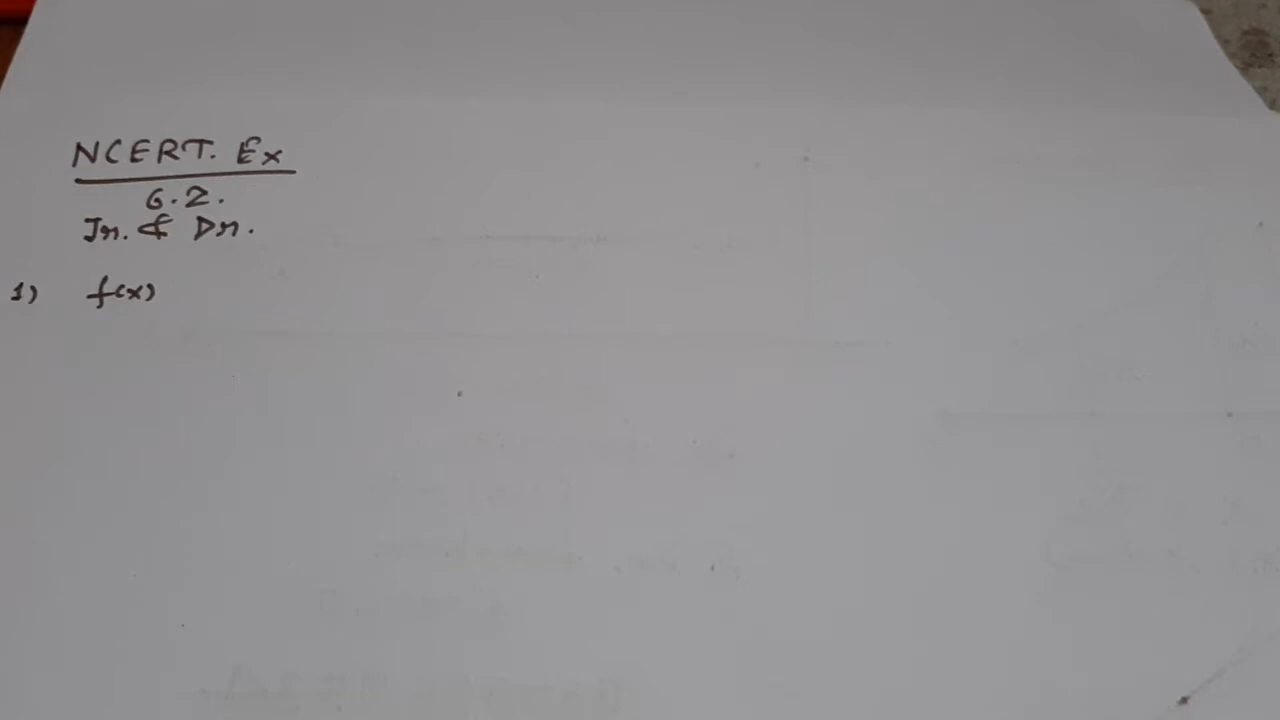 NCERT. Ex
6.2.
In. & Dn.
1) f(x)